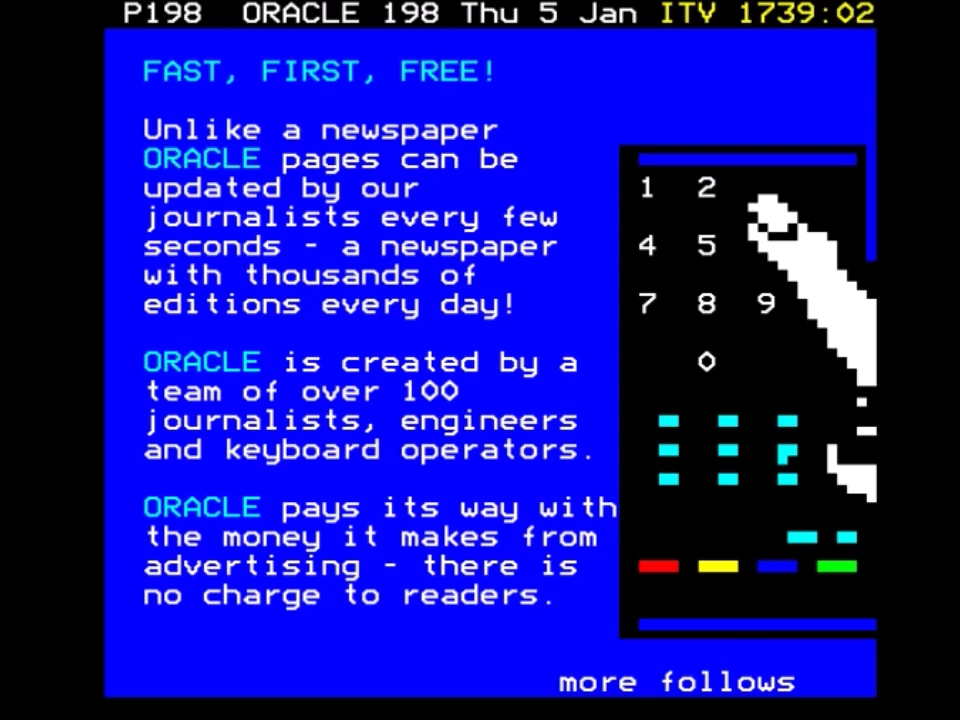 P198 ORACLE 198 Thu 5 Jan ITV 1739:02
FAST, FIRST, FREE!
Unlike a newspaper
ORACLE pages can be
updated by our
journalists every few
seconds - a newspaper
with thousands of
editions every day!
ORACLE is created by a
team of over 100
journalists, engineers
and keyboard operators.
ORACLE pays its way with
the money it makes from
advertising - there is
no charge to readers.
1 2
4 5
7 8 9
0
more follows